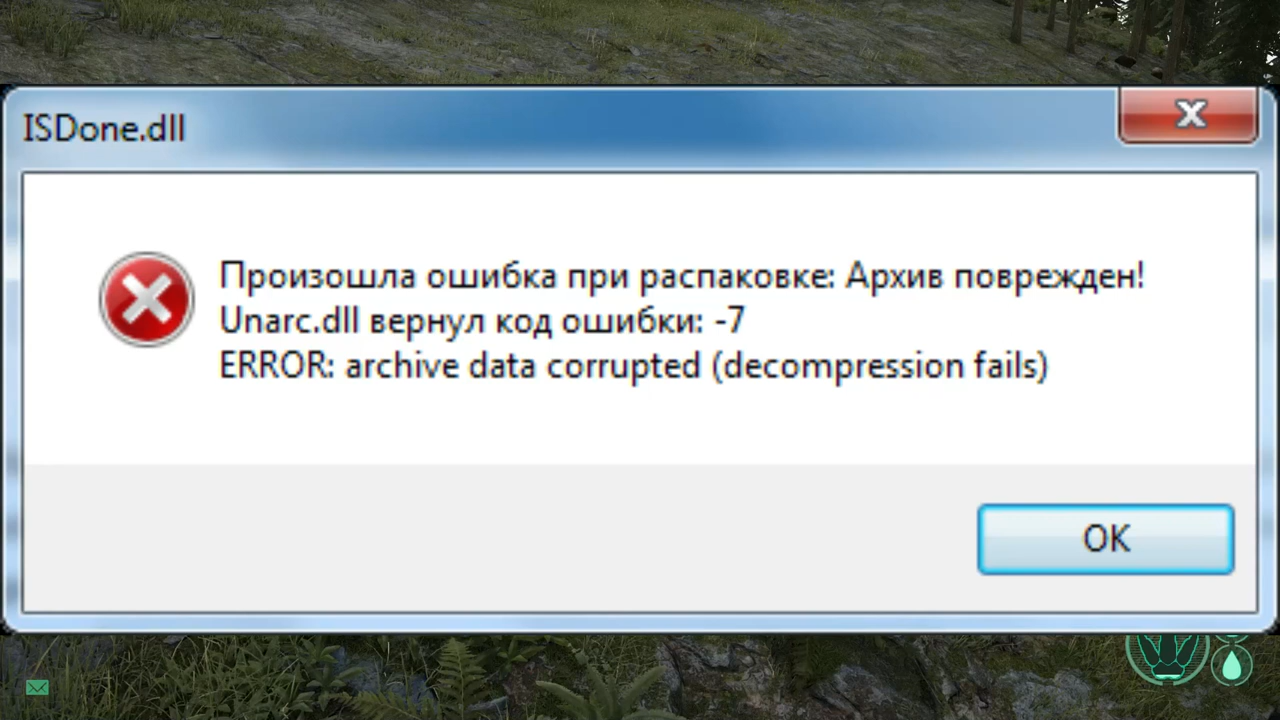 ISDone.dll
Произошла ошибка при распаковке: Архив поврежден!
Unarc.dll вернул код ошибки: -7
ERROR: archive data corrupted (decompression fails)
OK